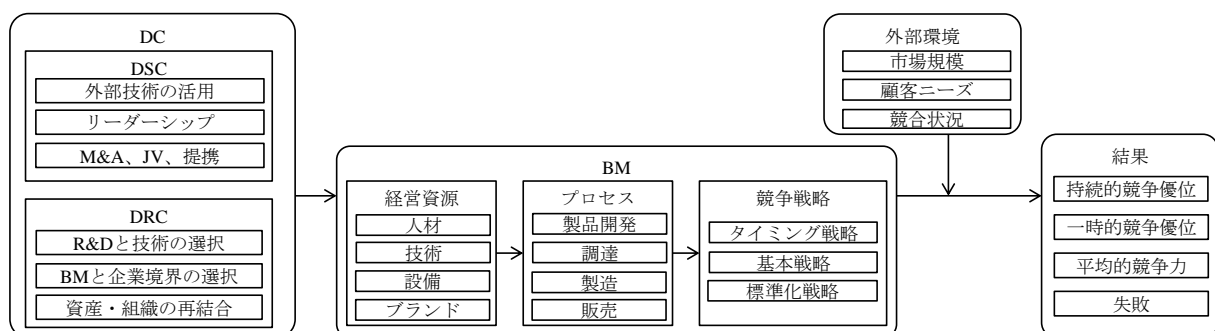 DC
DSC
外部技術の活用
リーダーシップ
M&A、JV、提携
DRC
R&Dと技術の選択
BMと企業境界の選択
資産・組織の再結合
BM
経営資源
人材
技術
設備
ブランド
プロセス
製品開発
調達
製造
販売
競争戦略
タイミング戦略
基本戦略
標準化戦略
外部環境
市場規模
顧客ニーズ
競合状況
結果
持続的競争優位
一時的競争優位
平均的競争力
失敗